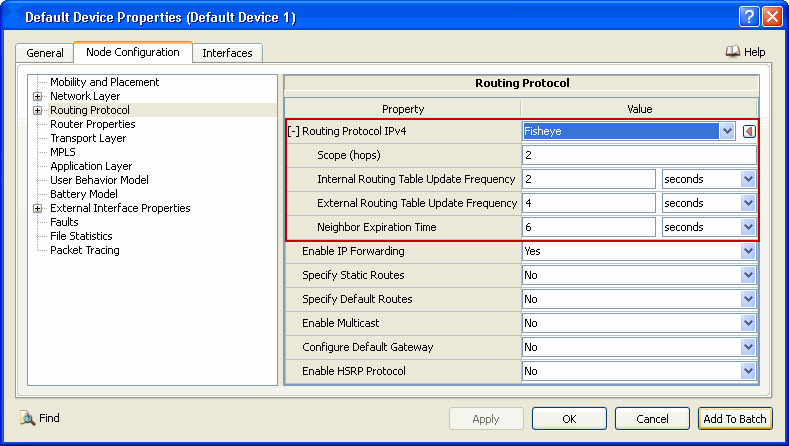 Default Device Properties (Default Device 1)
General Node Configuration Interfaces Help
Mobility and Placement
Network Layer
Routing Protocol
Router Properties
Transport Layer
MPLS
Application Layer
User Behavior Model
Battery Model
External Interface Properties
Faults
File Statistics
Packet Tracing
Routing Protocol
Property Value
[-] Routing Protocol IPv4 Fisheye
Scope (hops) 2
Internal Routing Table Update Frequency 2 seconds
External Routing Table Update Frequency 4 seconds
Neighbor Expiration Time 6 seconds
Enable IP Forwarding Yes
Specify Static Routes No
Specify Default Routes No
Enable Multicast No
Configure Default Gateway No
Enable HSRP Protocol No
Find Apply OK Cancel Add To Batch